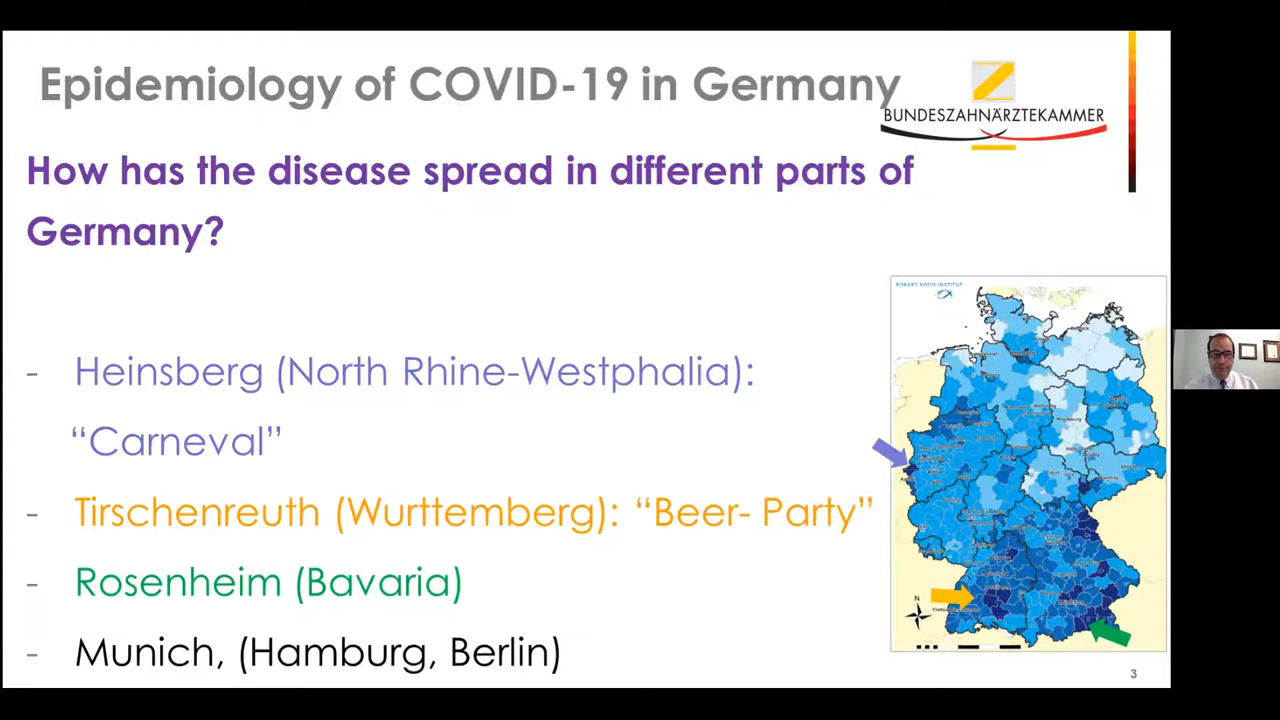 Epidemiology of COVID-19 in Germany
BUNDESZAHNÄRZTEKAMMER
How has the disease spread in different parts of
Germany?
ROBERT KOCH INSTITUT
- Heinsberg (North Rhine-Westphalia):
“Carneval”
- Tirschenreuth (Wurttemberg): “Beer- Party”
- Rosenheim (Bavaria)
- Munich, (Hamburg, Berlin)
N
3